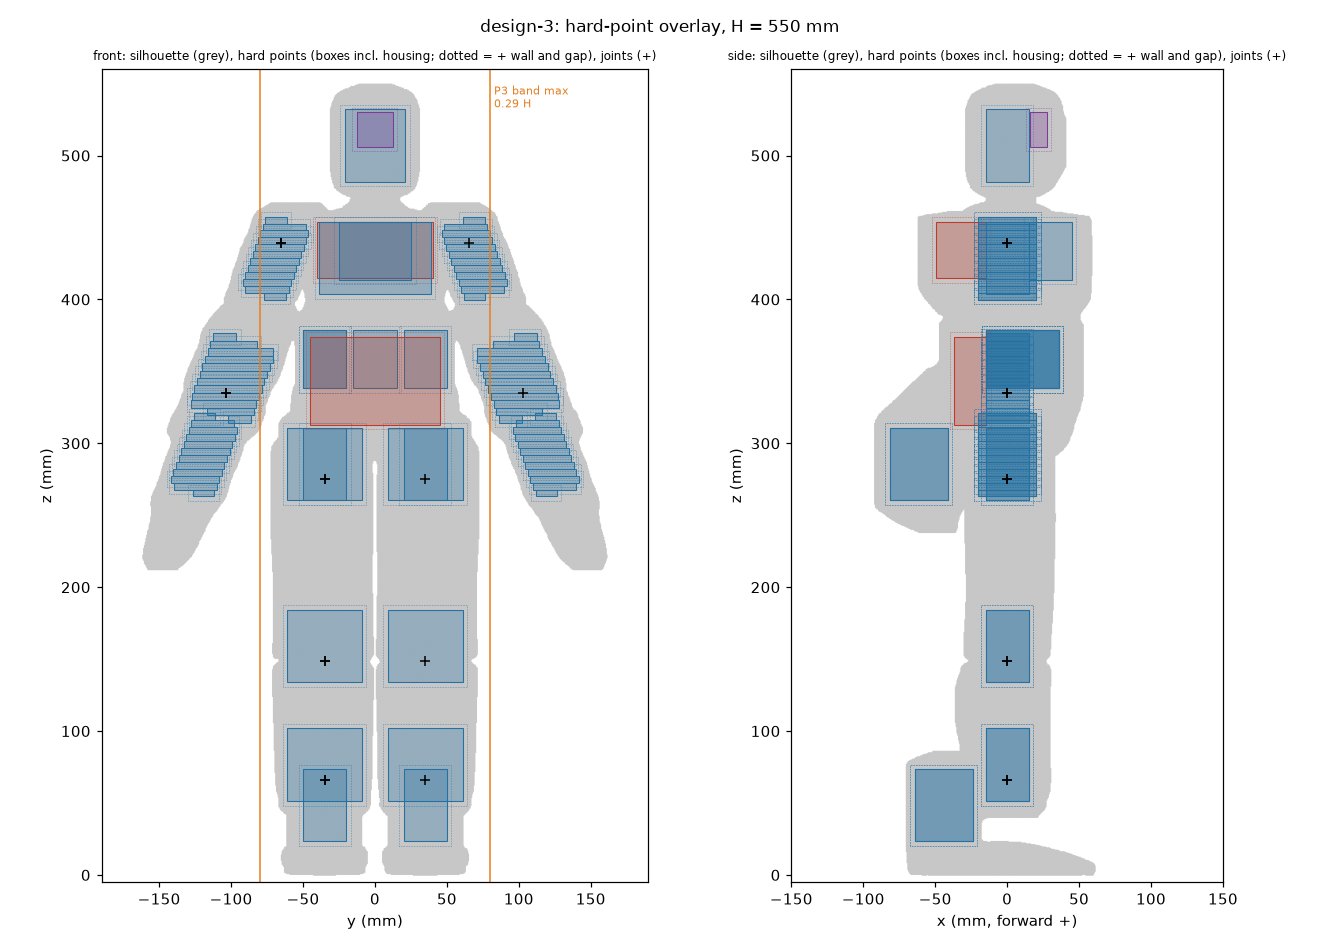 design-3: hard-point overlay, H = 550 mm
front: silhouette (grey), hard points (boxes incl. housing; dotted = + wall and gap), joints (+)
P3 band max
0.29 H
500
400
300
200
100
0
−150
−100
−50
0
50
100
150
z (mm)
y (mm)
side: silhouette (grey), hard points (boxes incl. housing; dotted = + wall and gap), joints (+)
500
400
300
200
100
0
−150
−100
−50
0
50
100
150
z (mm)
x (mm, forward +)